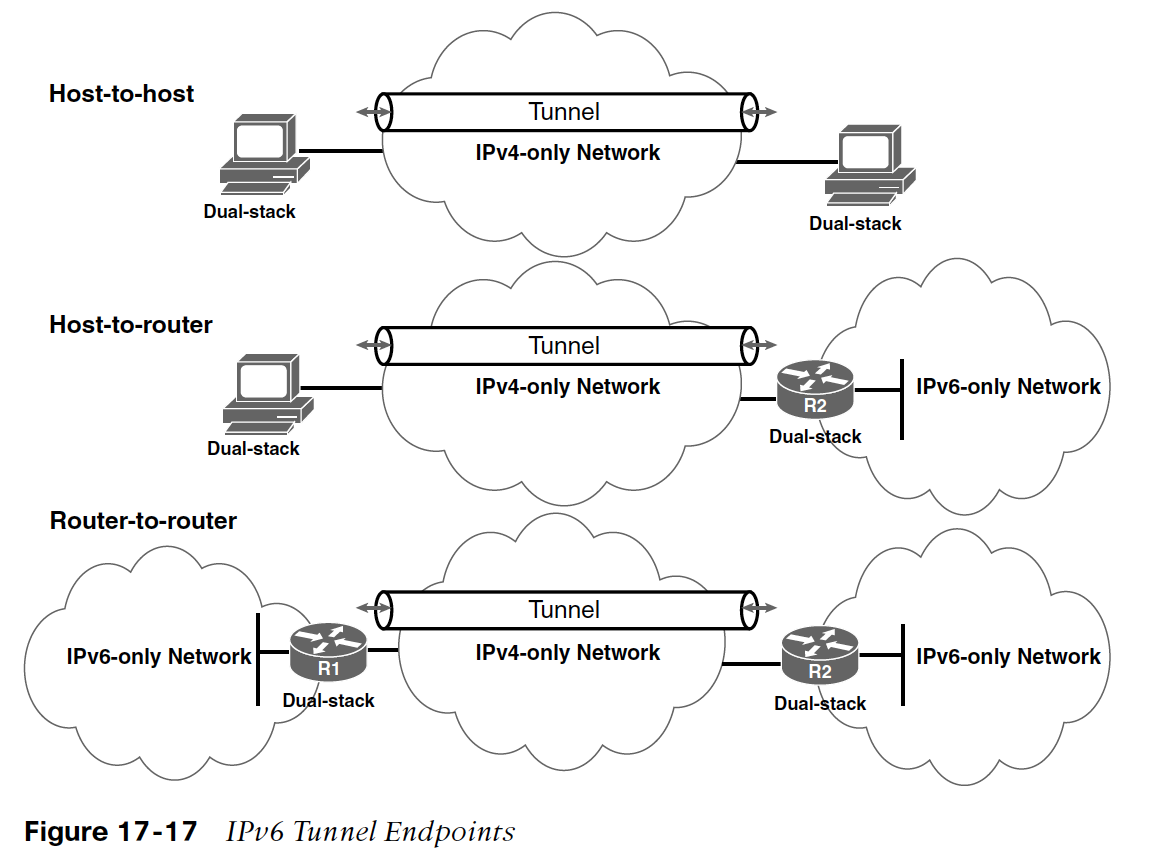 Host-to-host
Tunnel
IPv4-only Network
Dual-stack
Dual-stack
Host-to-router
Tunnel
IPv4-only Network
IPv6-only Network
R2
Dual-stack
Dual-stack
Router-to-router
Tunnel
IPv6-only Network
IPv4-only Network
IPv6-only Network
R1
R2
Dual-stack
Dual-stack
Figure 17-17 IPv6 Tunnel Endpoints